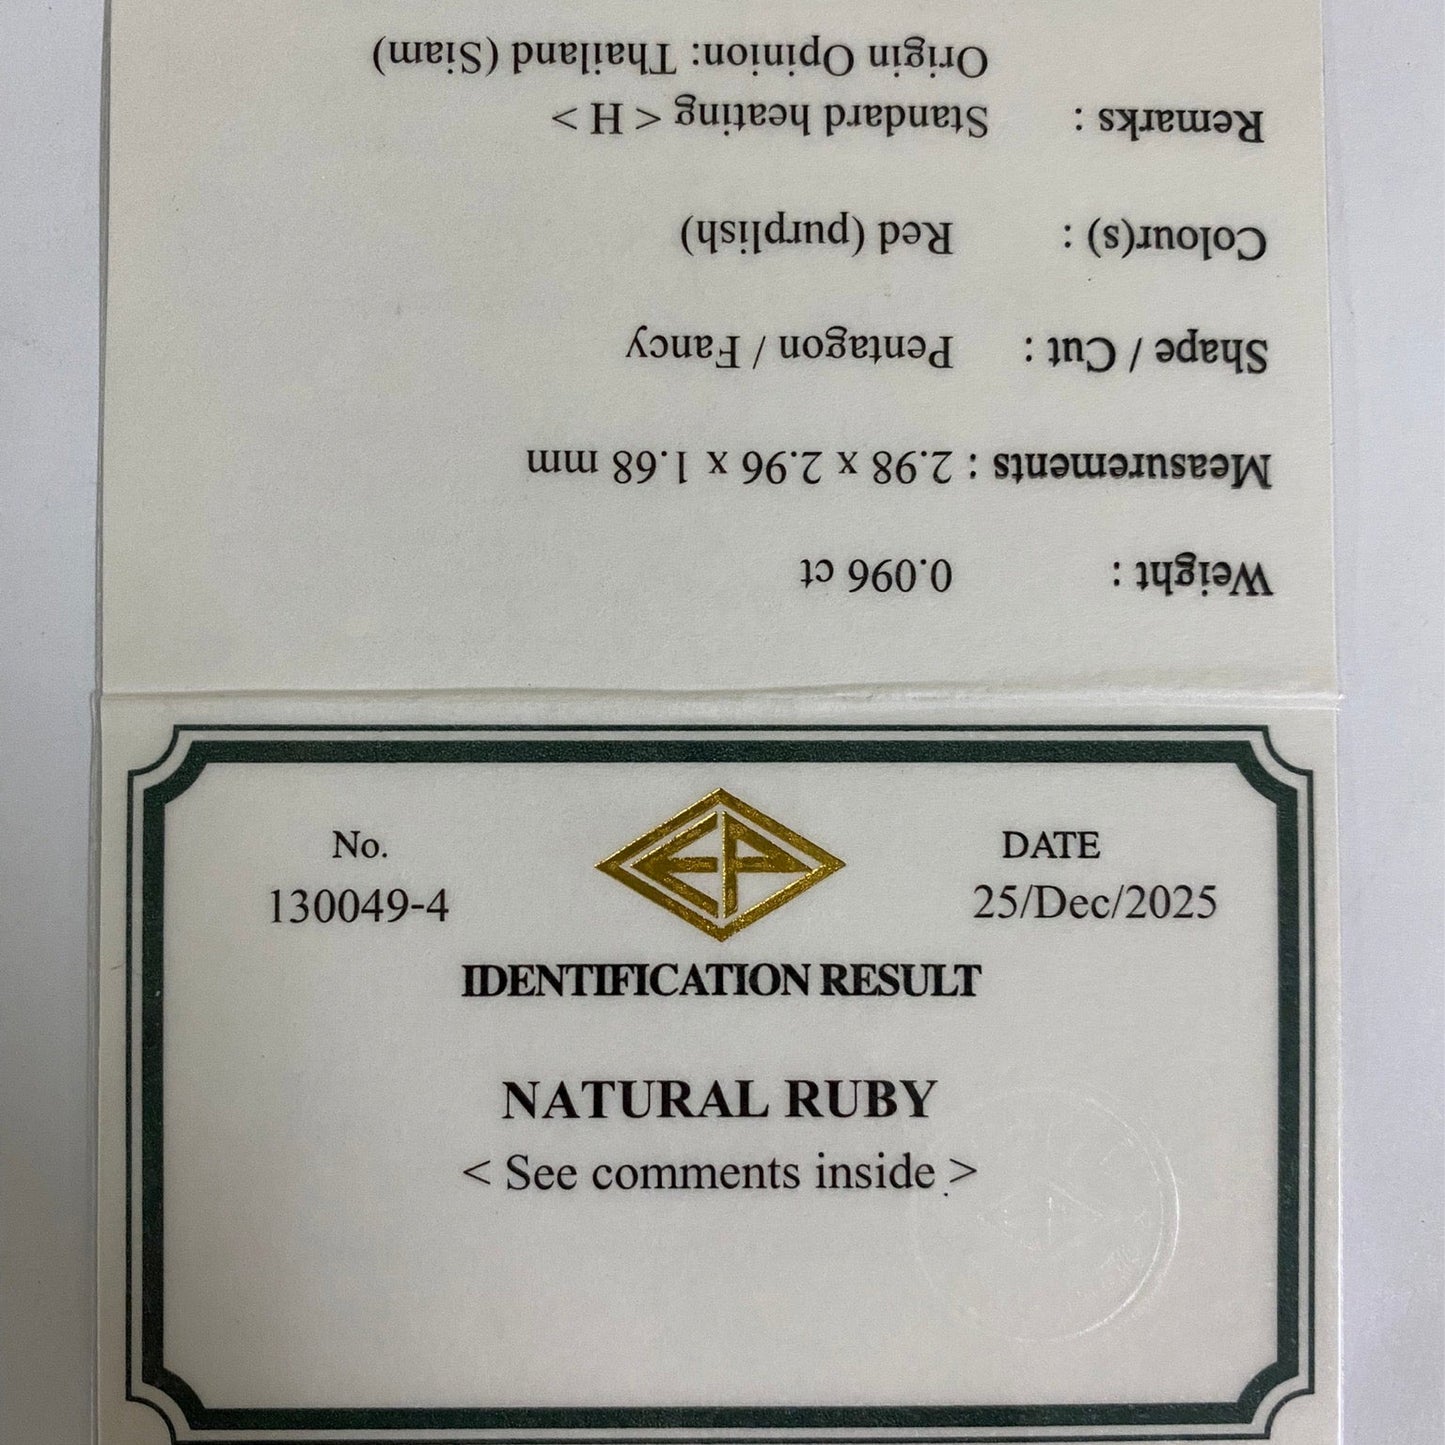 Weight : 0.096 ct
Measurements : 2.98 x 2.96 x 1.68 mm
Shape / Cut : Pentagon / Fancy
Colour(s) : Red (purplish)
Remarks : Standard heating < H >
Origin Opinion: Thailand (Siam)
EP
No. DATE
130049-4 25/Dec/2025
IDENTIFICATION RESULT
NATURAL RUBY
< See comments inside >